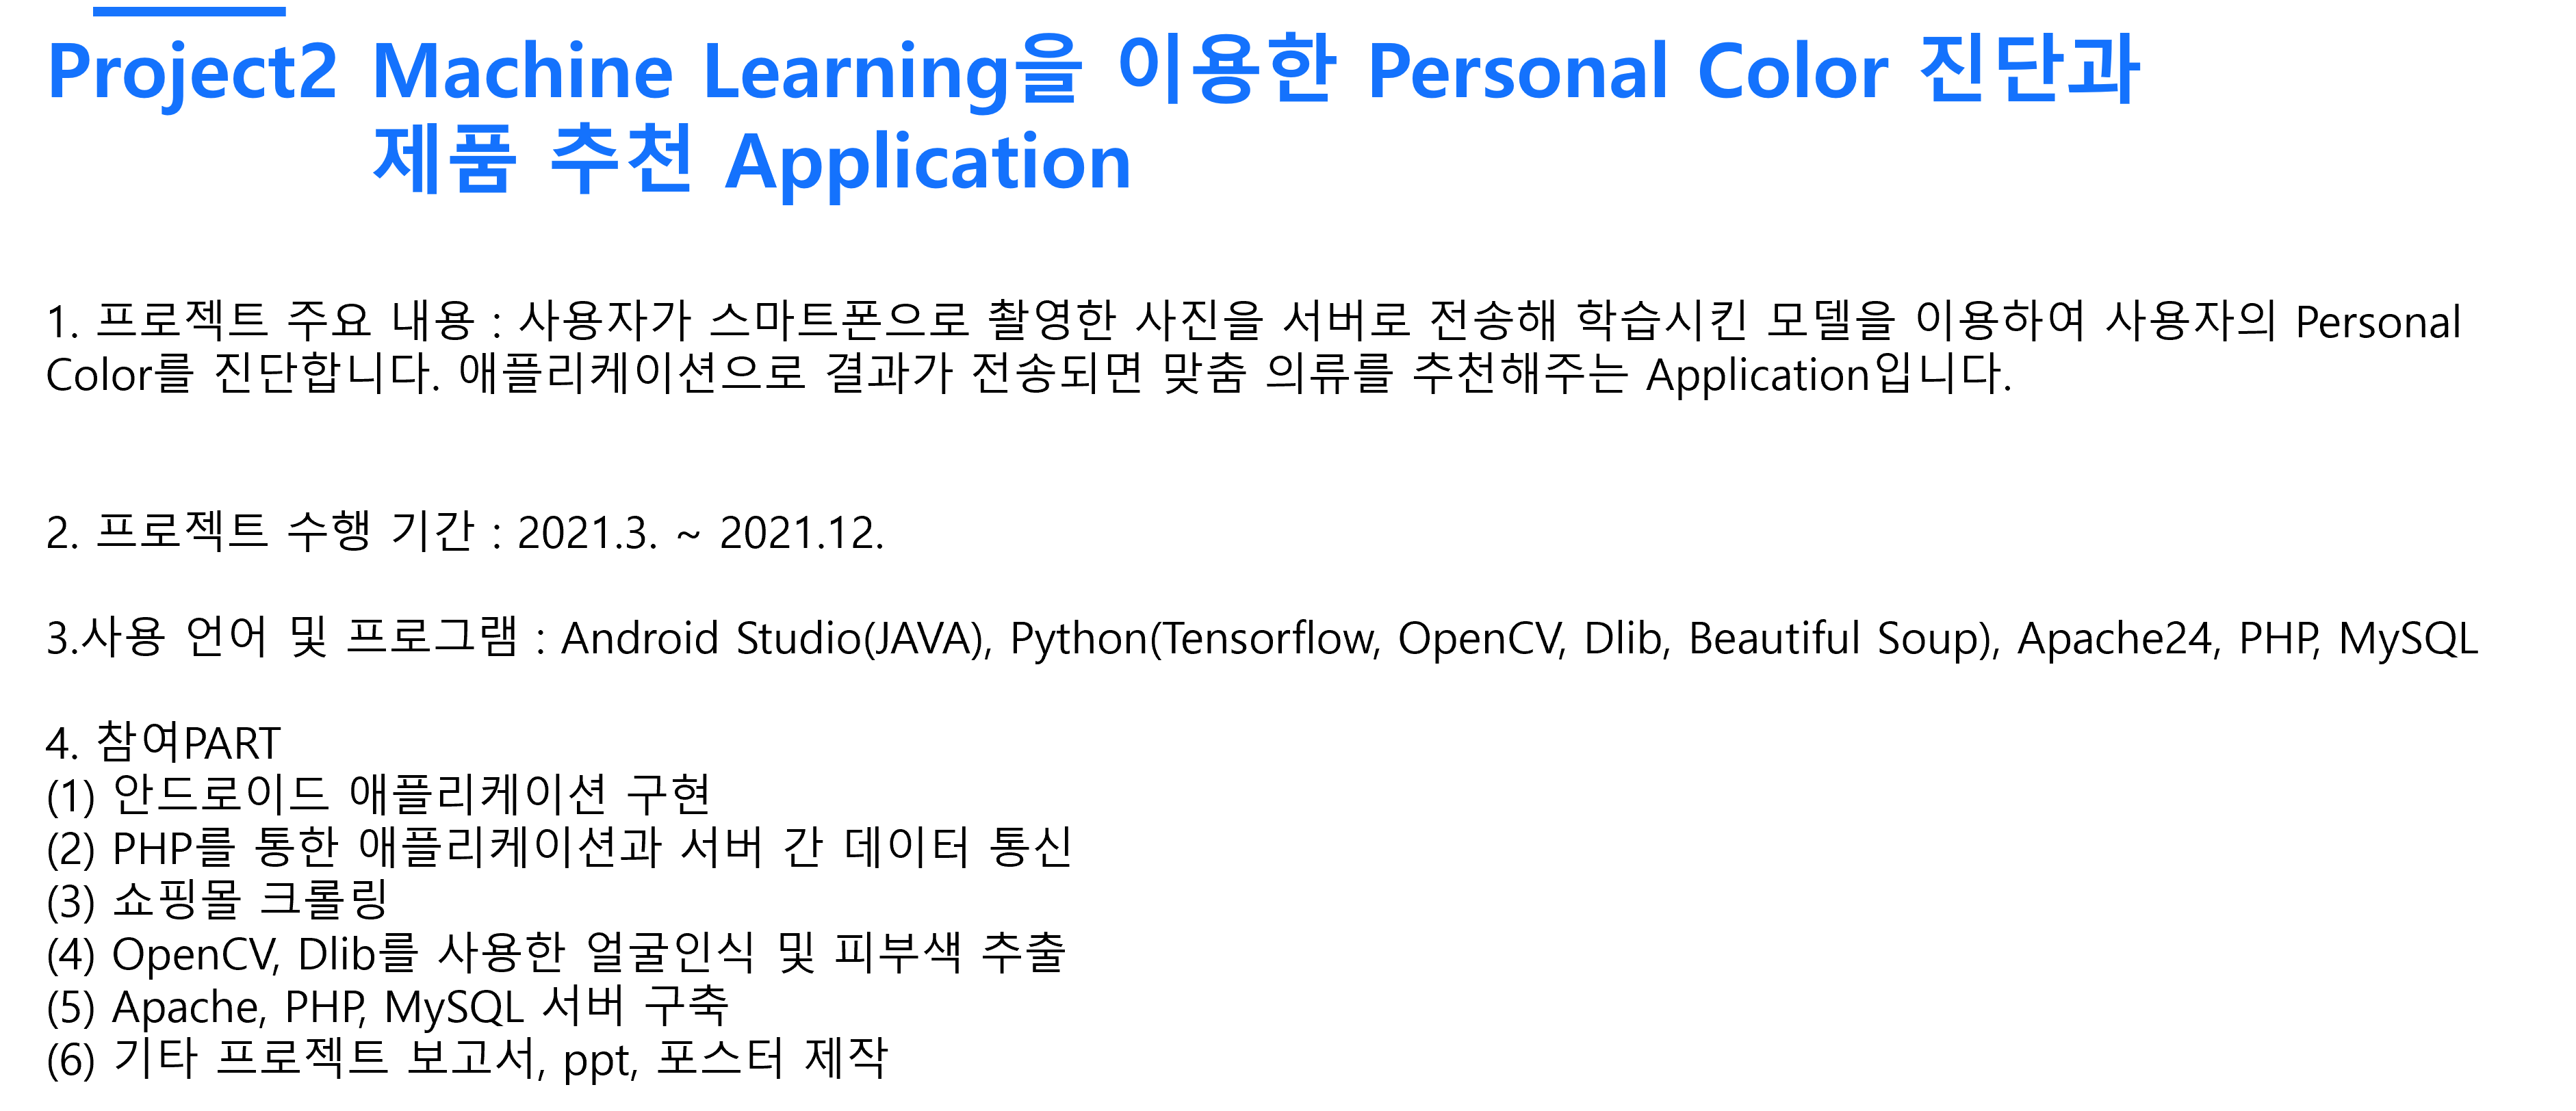 Project2 Machine Learning을 이용한 Personal Color 진단과
제품 추천 Application
1. 프로젝트 주요 내용 : 사용자가 스마트폰으로 촬영한 사진을 서버로 전송해 학습시킨 모델을 이용하여 사용자의 Personal
Color를 진단합니다. 애플리케이션으로 결과가 전송되면 맞춤 의류를 추천해주는 Application입니다.
2. 프로젝트 수행 기간 : 2021.3. ~ 2021.12.
3.사용 언어 및 프로그램 : Android Studio(JAVA), Python(Tensorflow, OpenCV, Dlib, Beautiful Soup), Apache24, PHP, MySQL
4. 참여PART
(1) 안드로이드 애플리케이션 구현
(2) PHP를 통한 애플리케이션과 서버 간 데이터 통신
(3) 쇼핑몰 크롤링
(4) OpenCV, Dlib를 사용한 얼굴인식 및 피부색 추출
(5) Apache, PHP, MySQL 서버 구축
(6) 기타 프로젝트 보고서, ppt, 포스터 제작